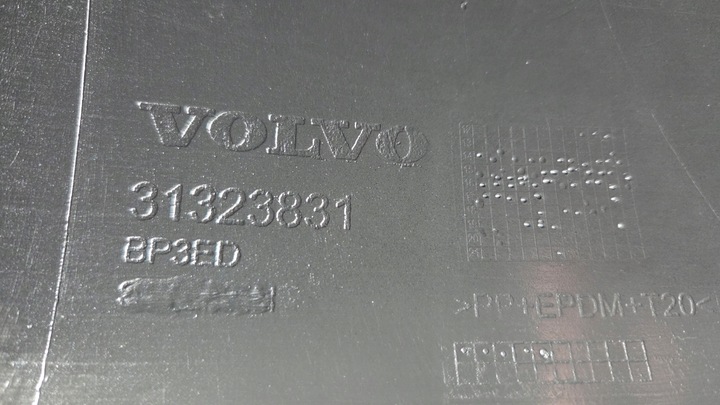 VOLVO
31323831
BP3ED
>PP+EPDM+T20<